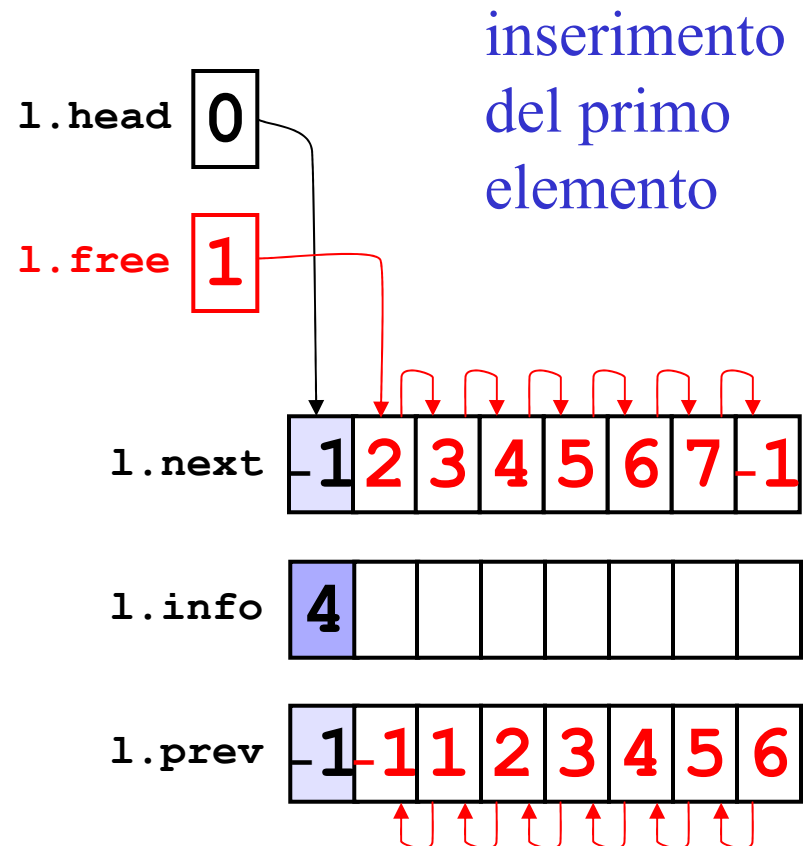 inserimento
del primo
elemento
l.head 0
l.free 1
l.next -1 2 3 4 5 6 7 -1
l.info 4
l.prev -1 -1 1 2 3 4 5 6